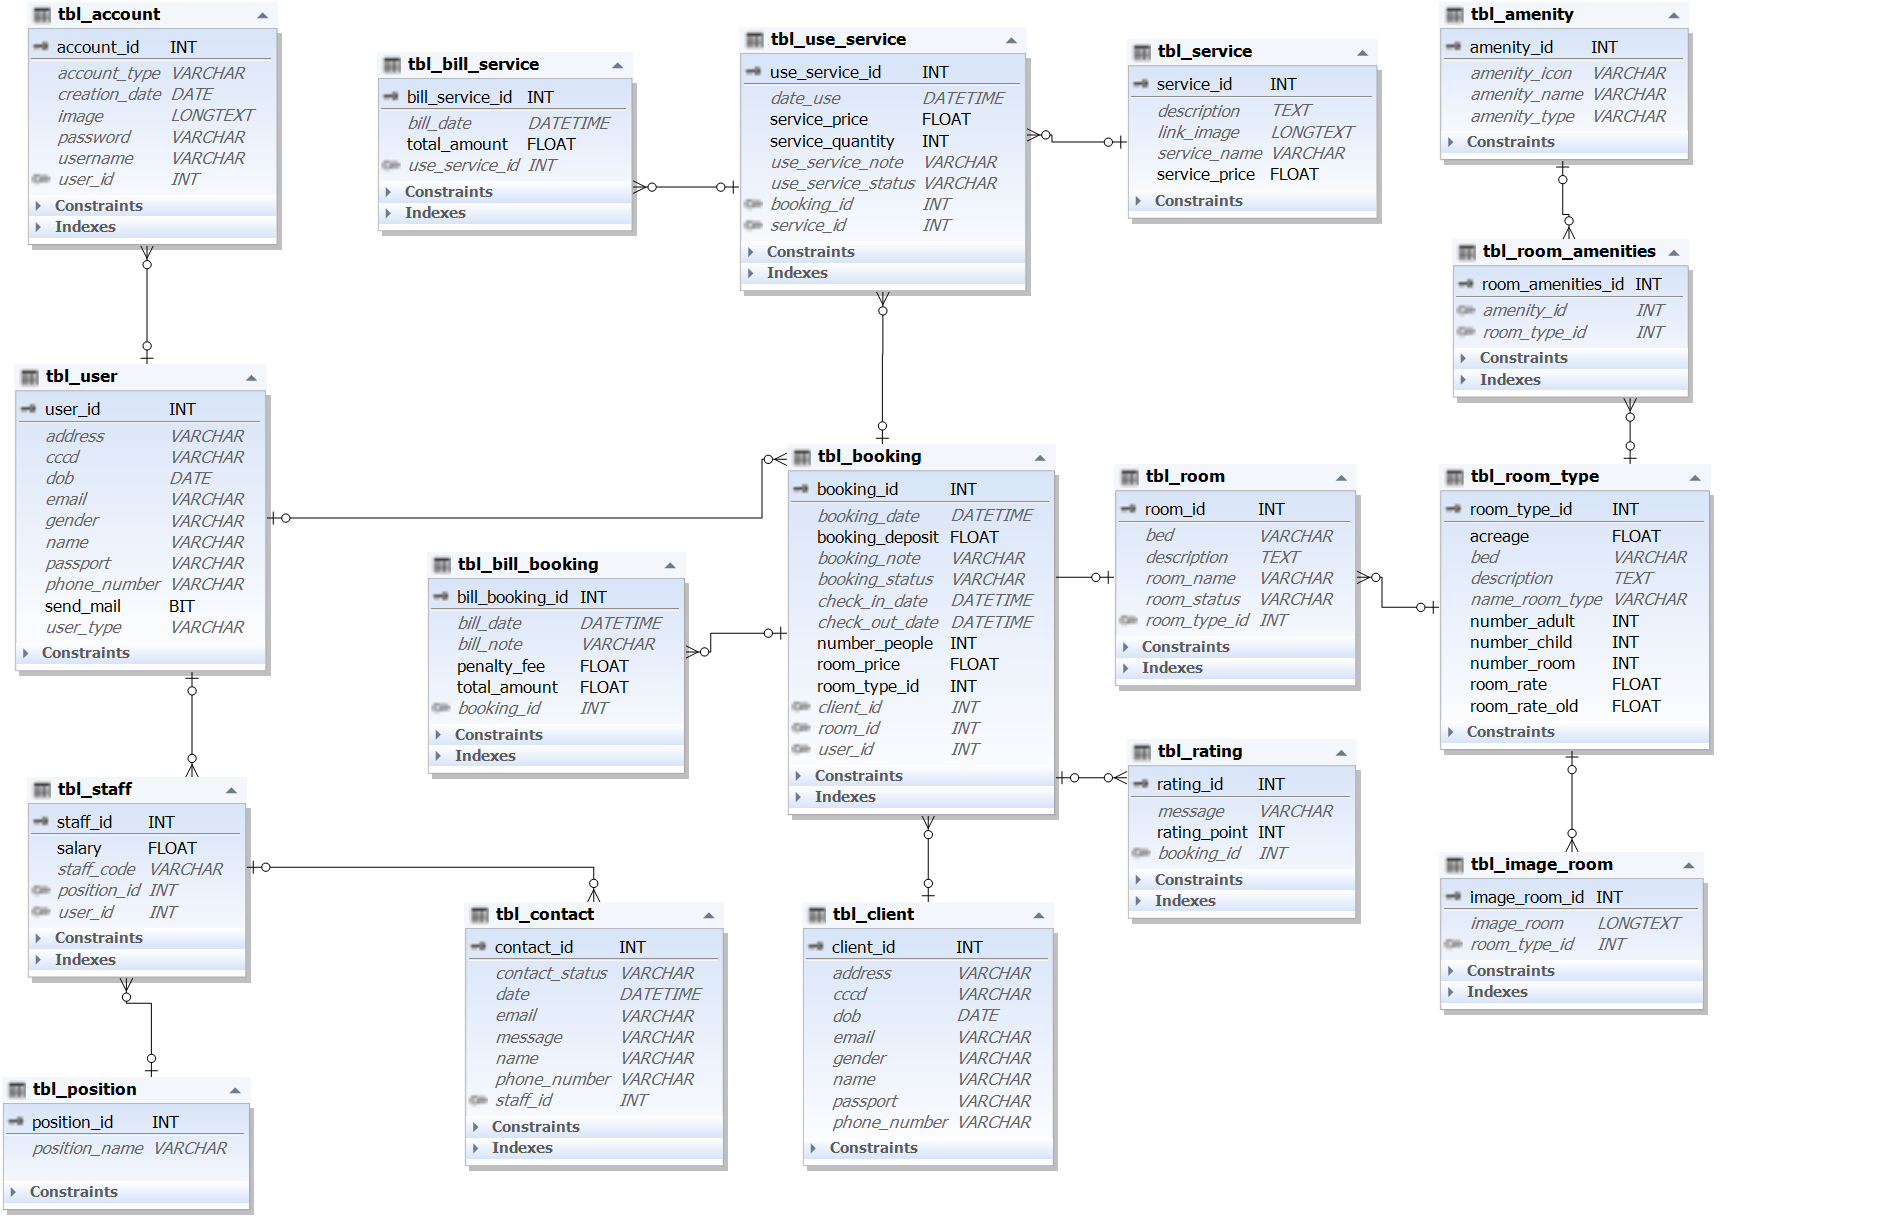 tbl_account
account_id INT
account_type VARCHAR
creation_date DATE
image LONGTEXT
password VARCHAR
username VARCHAR
user_id INT
Constraints
Indexes
tbl_bill_service
bill_service_id INT
bill_date DATETIME
total_amount FLOAT
use_service_id INT
Constraints
Indexes
tbl_use_service
use_service_id INT
date_use DATETIME
service_price FLOAT
service_quantity INT
use_service_note VARCHAR
use_service_status VARCHAR
booking_id INT
service_id INT
Constraints
Indexes
tbl_service
service_id INT
description TEXT
link_image LONGTEXT
service_name VARCHAR
service_price FLOAT
Constraints
tbl_amenity
amenity_id INT
amenity_icon VARCHAR
amenity_name VARCHAR
amenity_type VARCHAR
Constraints
tbl_room_amenities
room_amenities_id INT
amenity_id INT
room_type_id INT
Constraints
Indexes
tbl_user
user_id INT
address VARCHAR
cccd VARCHAR
dob DATE
email VARCHAR
gender VARCHAR
name VARCHAR
passport VARCHAR
phone_number VARCHAR
send_mail BIT
user_type VARCHAR
Constraints
tbl_bill_booking
bill_booking_id INT
bill_date DATETIME
bill_note VARCHAR
penalty_fee FLOAT
total_amount FLOAT
booking_id INT
Constraints
Indexes
tbl_booking
booking_id INT
booking_date DATETIME
booking_deposit FLOAT
booking_note VARCHAR
booking_status VARCHAR
check_in_date DATETIME
check_out_date DATETIME
number_people INT
room_price FLOAT
room_type_id INT
client_id INT
room_id INT
user_id INT
Constraints
Indexes
tbl_room
room_id INT
bed VARCHAR
description TEXT
room_name VARCHAR
room_status VARCHAR
room_type_id INT
Constraints
Indexes
tbl_room_type
room_type_id INT
acreage FLOAT
bed VARCHAR
description TEXT
name_room_type VARCHAR
number_adult INT
number_child INT
number_room INT
room_rate FLOAT
room_rate_old FLOAT
Constraints
tbl_rating
rating_id INT
message VARCHAR
rating_point INT
booking_id INT
Constraints
Indexes
tbl_staff
staff_id INT
salary FLOAT
staff_code VARCHAR
position_id INT
user_id INT
Constraints
Indexes
tbl_contact
contact_id INT
contact_status VARCHAR
date DATETIME
email VARCHAR
message VARCHAR
name VARCHAR
phone_number VARCHAR
staff_id INT
Constraints
Indexes
tbl_client
client_id INT
address VARCHAR
cccd VARCHAR
dob DATE
email VARCHAR
gender VARCHAR
name VARCHAR
passport VARCHAR
phone_number VARCHAR
Constraints
tbl_image_room
image_room_id INT
image_room LONGTEXT
room_type_id INT
Constraints
Indexes
tbl_position
position_id INT
position_name VARCHAR
Constraints